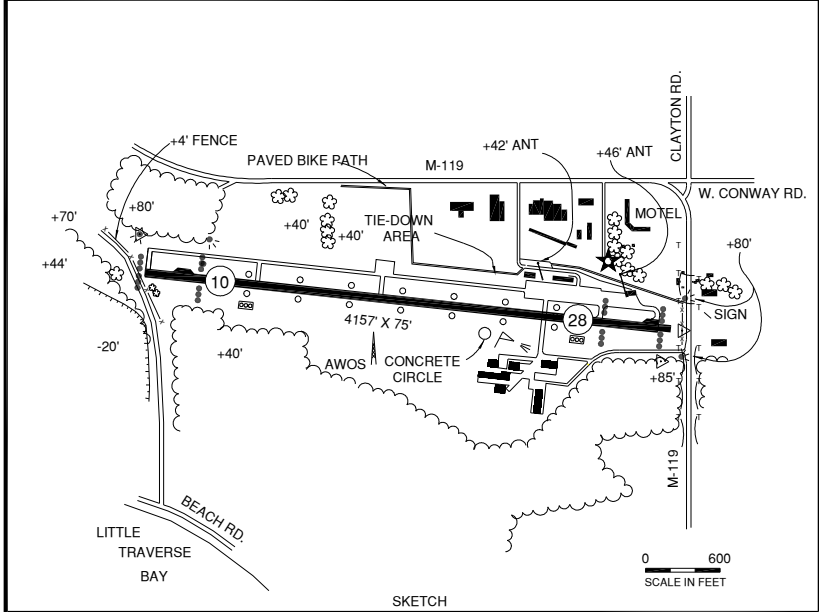 CLAYTON RD.
+4' FENCE
+42' ANT
+46' ANT
PAVED BIKE PATH
M-119
W. CONWAY RD.
+80'
+70'
+40'
+40'
TIE-DOWN
AREA
MOTEL
+80'
+44'
10
28
SIGN
4157' X 75'
-20'
+40'
AWOS
CONCRETE
CIRCLE
+85'
M-119
BEACH RD.
LITTLE
TRAVERSE
BAY
0 600
SCALE IN FEET
SKETCH